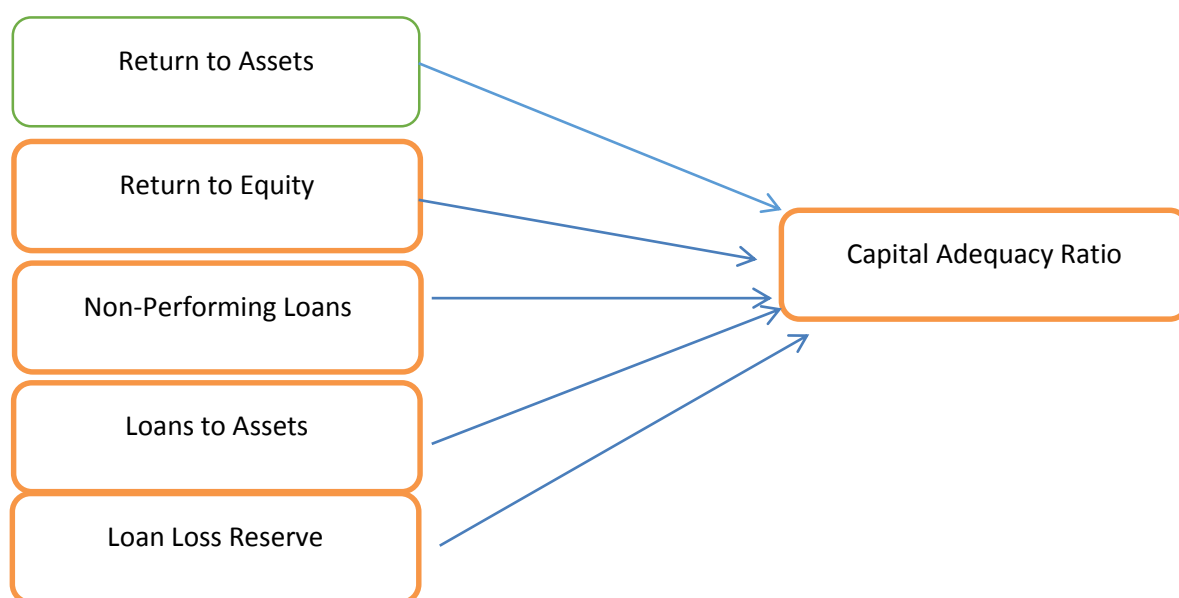 Return to Assets
Return to Equity
Capital Adequacy Ratio
Non-Performing Loans
Loans to Assets
Loan Loss Reserve